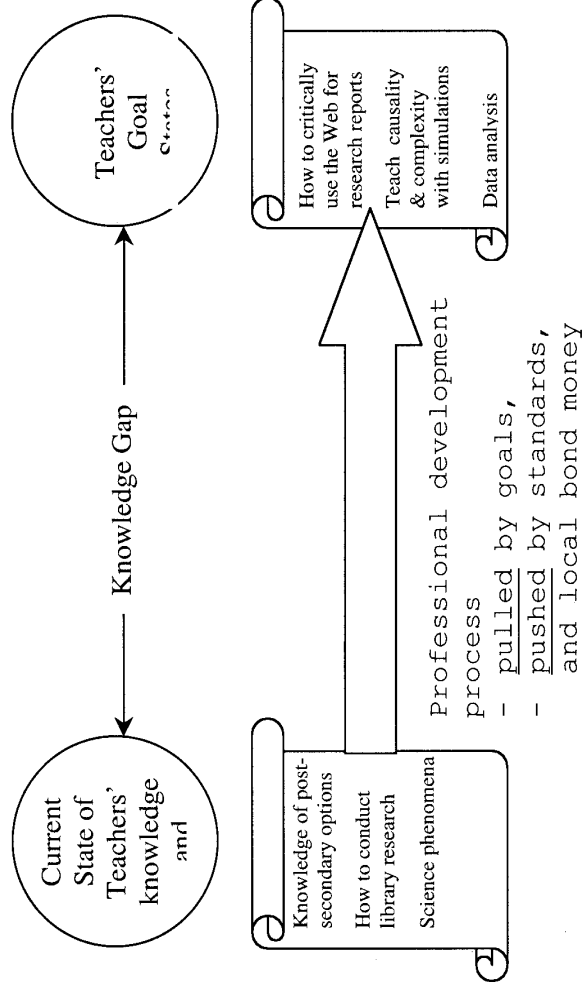 Current
State of
Teachers'
knowledge
and
Knowledge Gap
Teachers'
Goal
States
Knowledge of post-
secondary options
How to conduct
library research
Science phenomena
How to critically
use the Web for
research reports
Teach causality
& complexity
with simulations
Data analysis
Professional development
process
- pulled by goals,
- pushed by standards,
and local bond money